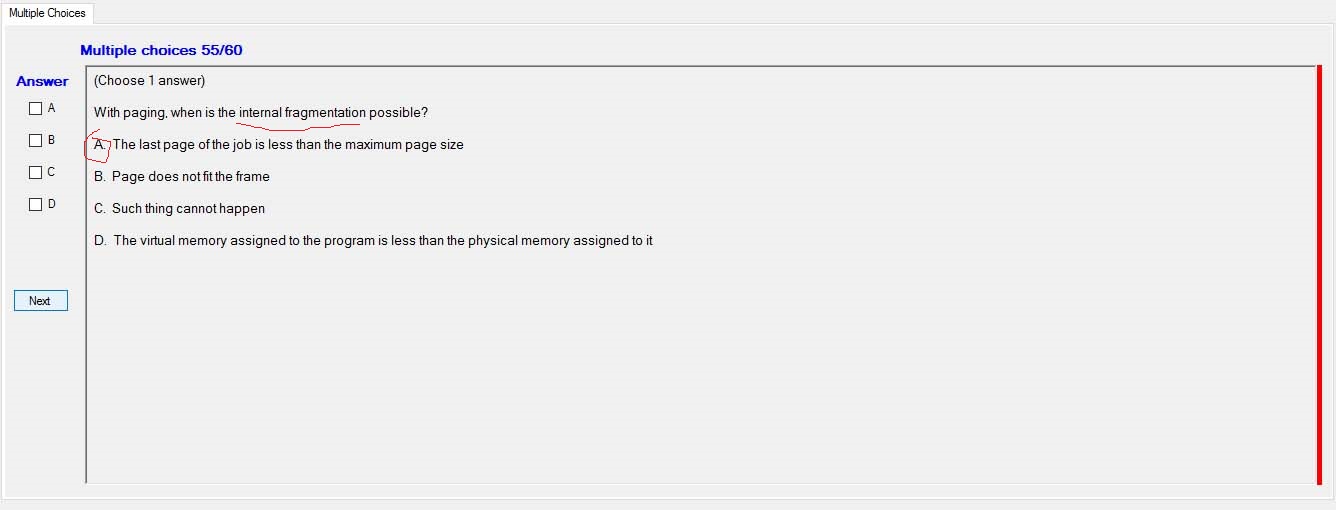 Multiple Choices
Multiple choices 55/60
Answer
(Choose 1 answer)
A
With paging, when is the internal fragmentation possible?
B
A. The last page of the job is less than the maximum page size
C
B. Page does not fit the frame
D
C. Such thing cannot happen
D. The virtual memory assigned to the program is less than the physical memory assigned to it
Next